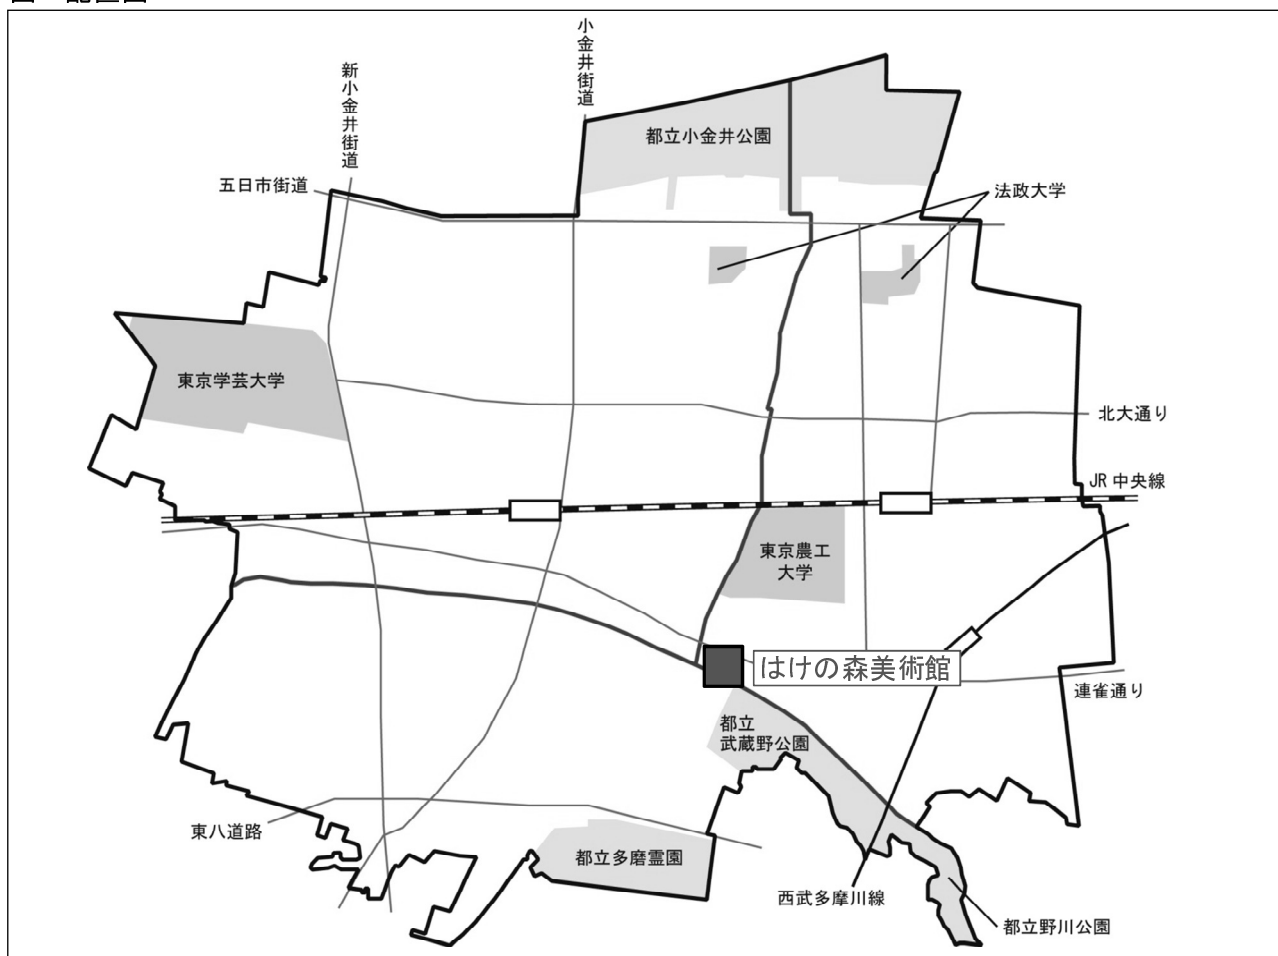 小金井街道
新小金井街道
都立小金井公園
五日市街道
法政大学
東京学芸大学
北大通り
JR 中央線
東京農工
大学
はけの森美術館
連雀通り
都立
武蔵野公園
東八道路
都立多磨霊園
西武多摩川線
都立野川公園